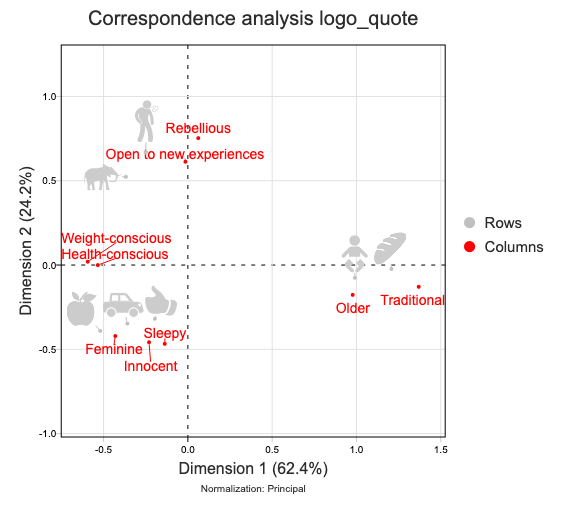 Correspondence analysis logo_quote
1.0
Rebellious
Open to new experiences
0.5
Weight-conscious
Health-conscious
0.0
Older
Traditional
Sleepy
Feminine
Innocent
-0.5
-1.0
-0.5 0.0 0.5 1.0 1.5
Dimension 1 (62.4%)
Dimension 2 (24.2%)
Normalization: Principal
Rows
Columns